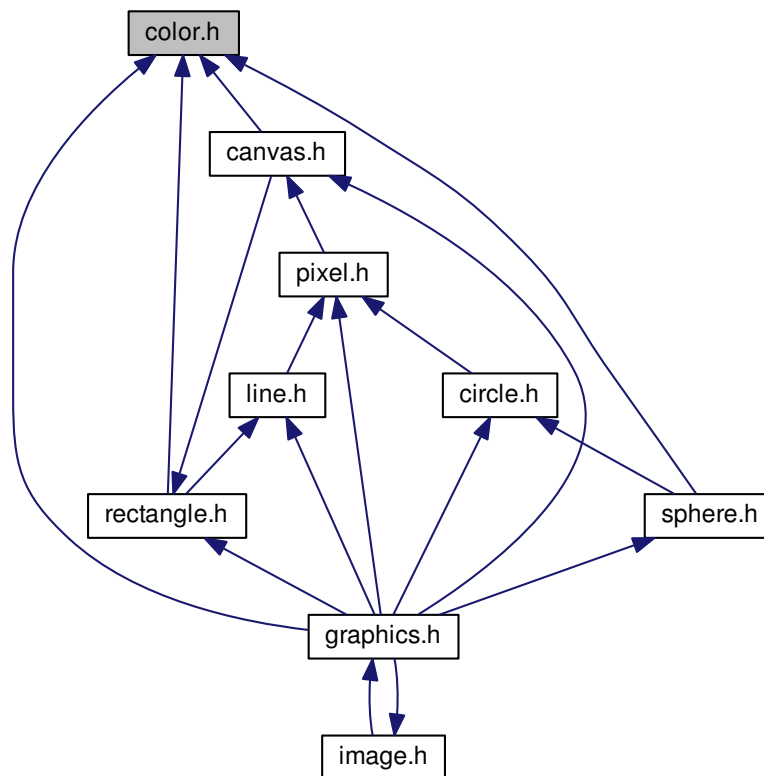 color.h
canvas.h
pixel.h
line.h
circle.h
rectangle.h
sphere.h
graphics.h
image.h